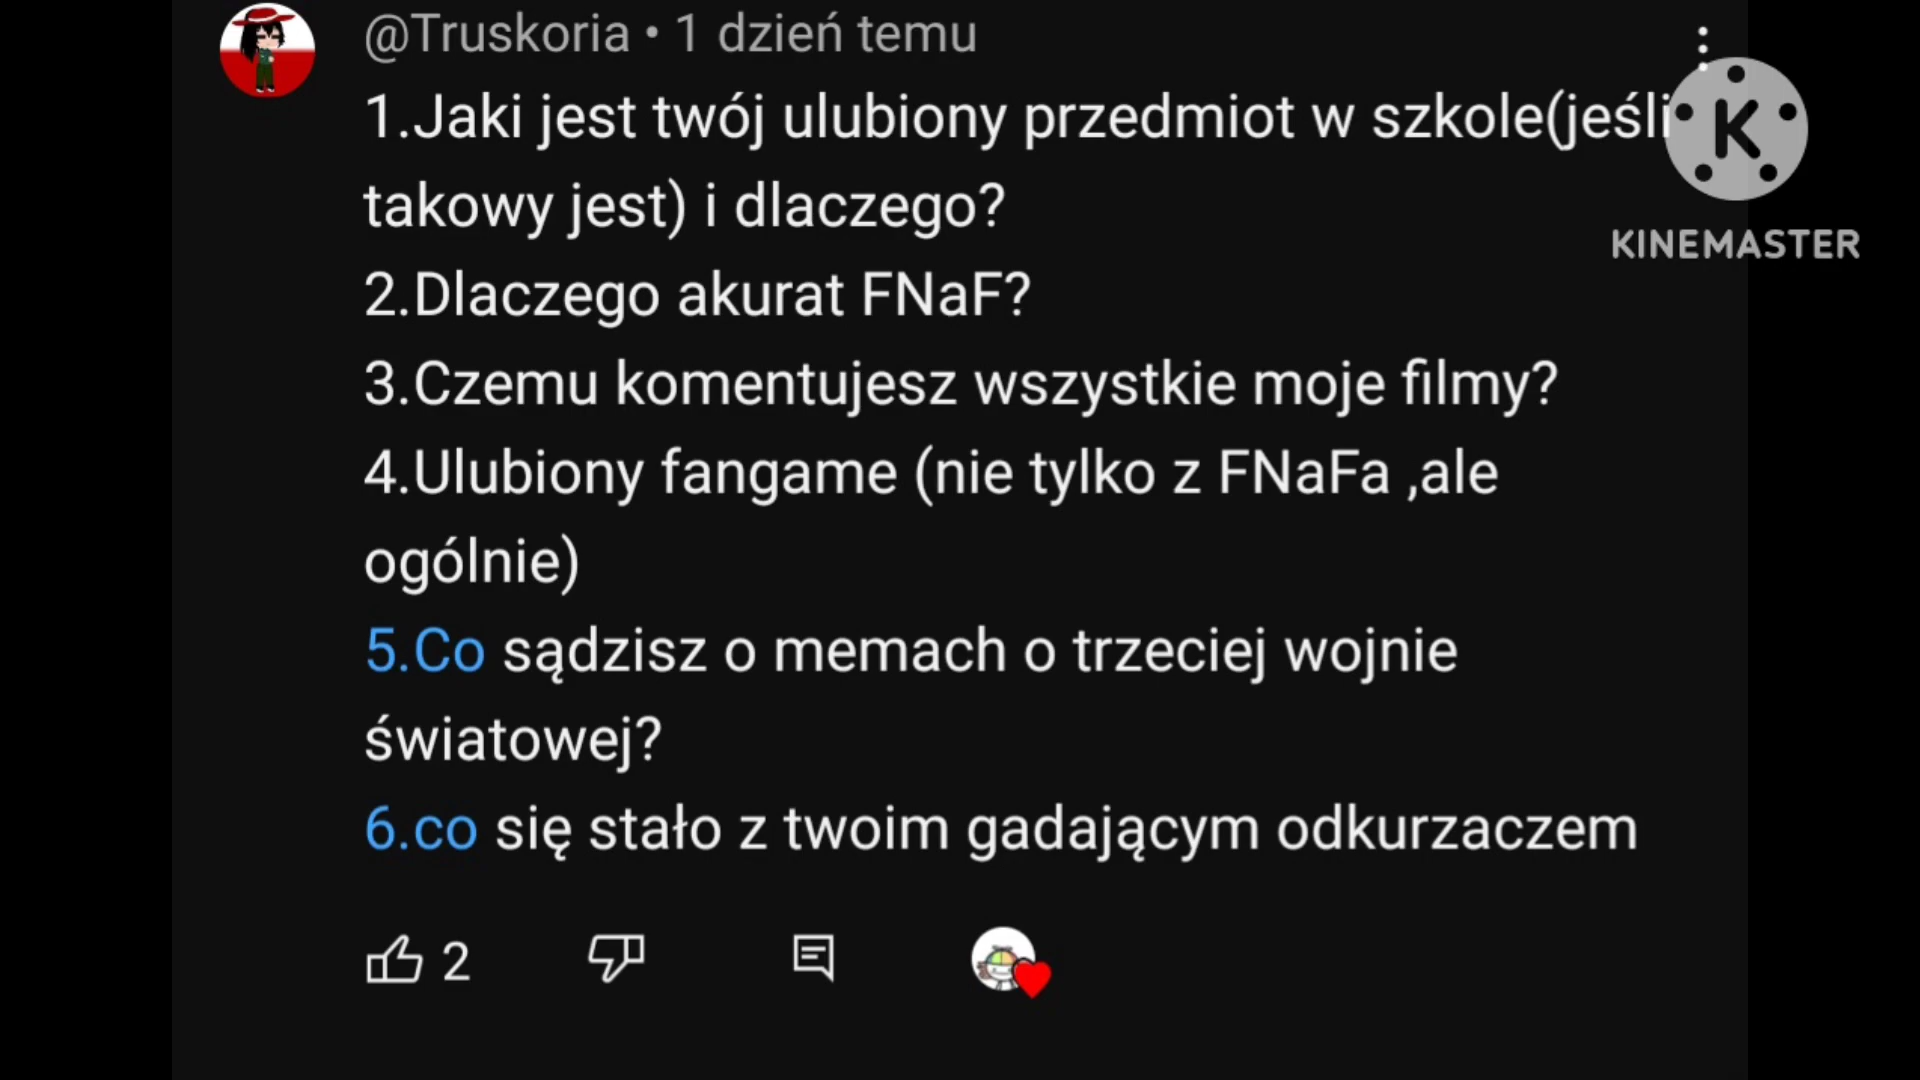 @Truskoria • 1 dzień temu
1.Jaki jest twój ulubiony przedmiot w szkole(jeśli
takowy jest) i dlaczego?
2.Dlaczego akurat FNaF?
3.Czemu komentujesz wszystkie moje filmy?
4.Ulubiony fangame (nie tylko z FNaFa ,ale
ogólnie)
5.Co sądzisz o memach o trzeciej wojnie
światowej?
6.co się stało z twoim gadającym odkurzaczem
2
K
KINEMASTER